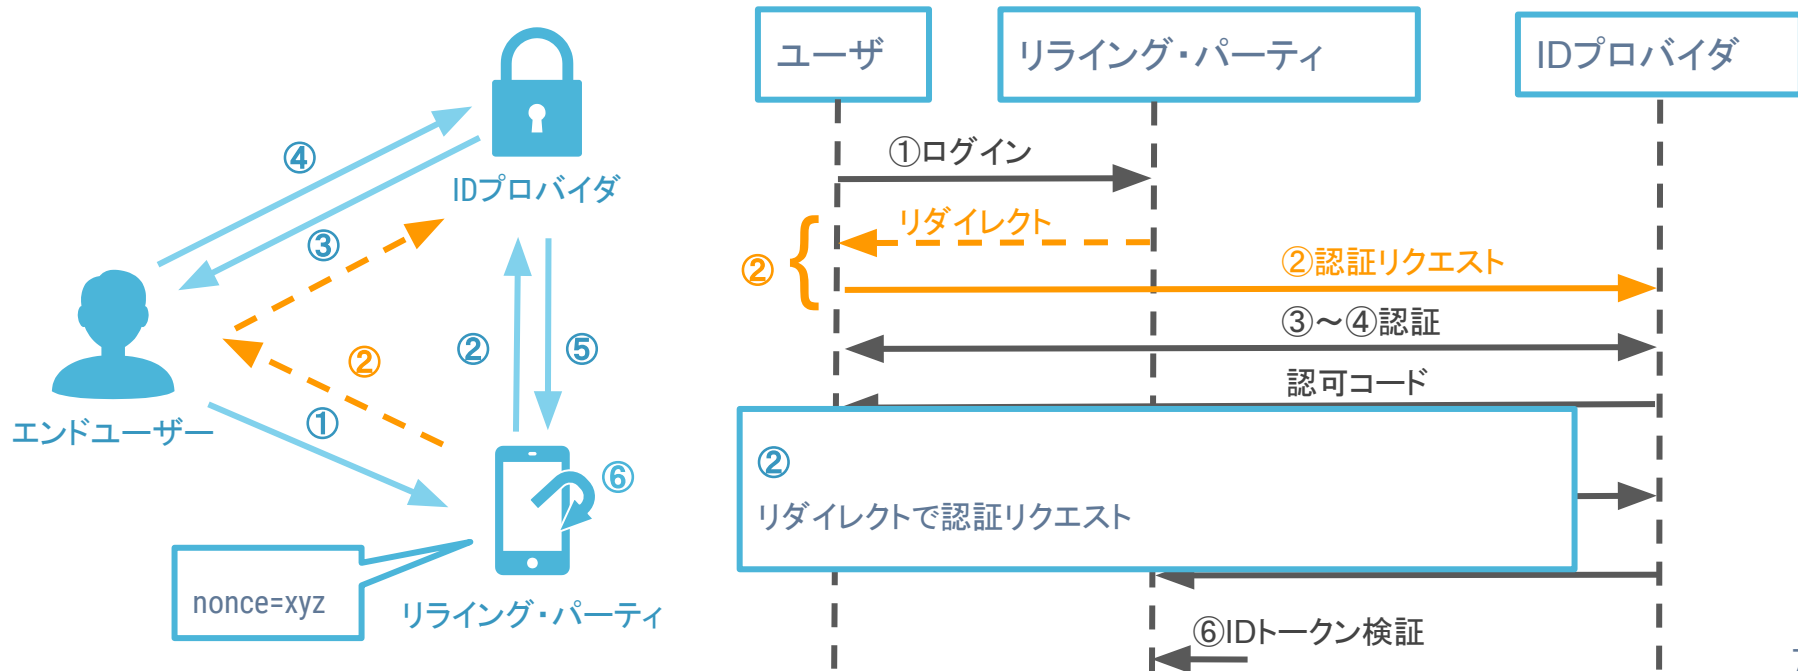 ④
IDプロバイダ
③
②
⑤
②
エンドユーザー
①
⑥
nonce=xyz
リライング・パーティ
ユーザ
リライング・パーティ
IDプロバイダ
①ログイン
リダイレクト
②
②認証リクエスト
③～④認証
認可コード
②
リダイレクトで認証リクエスト
⑥IDトークン検証